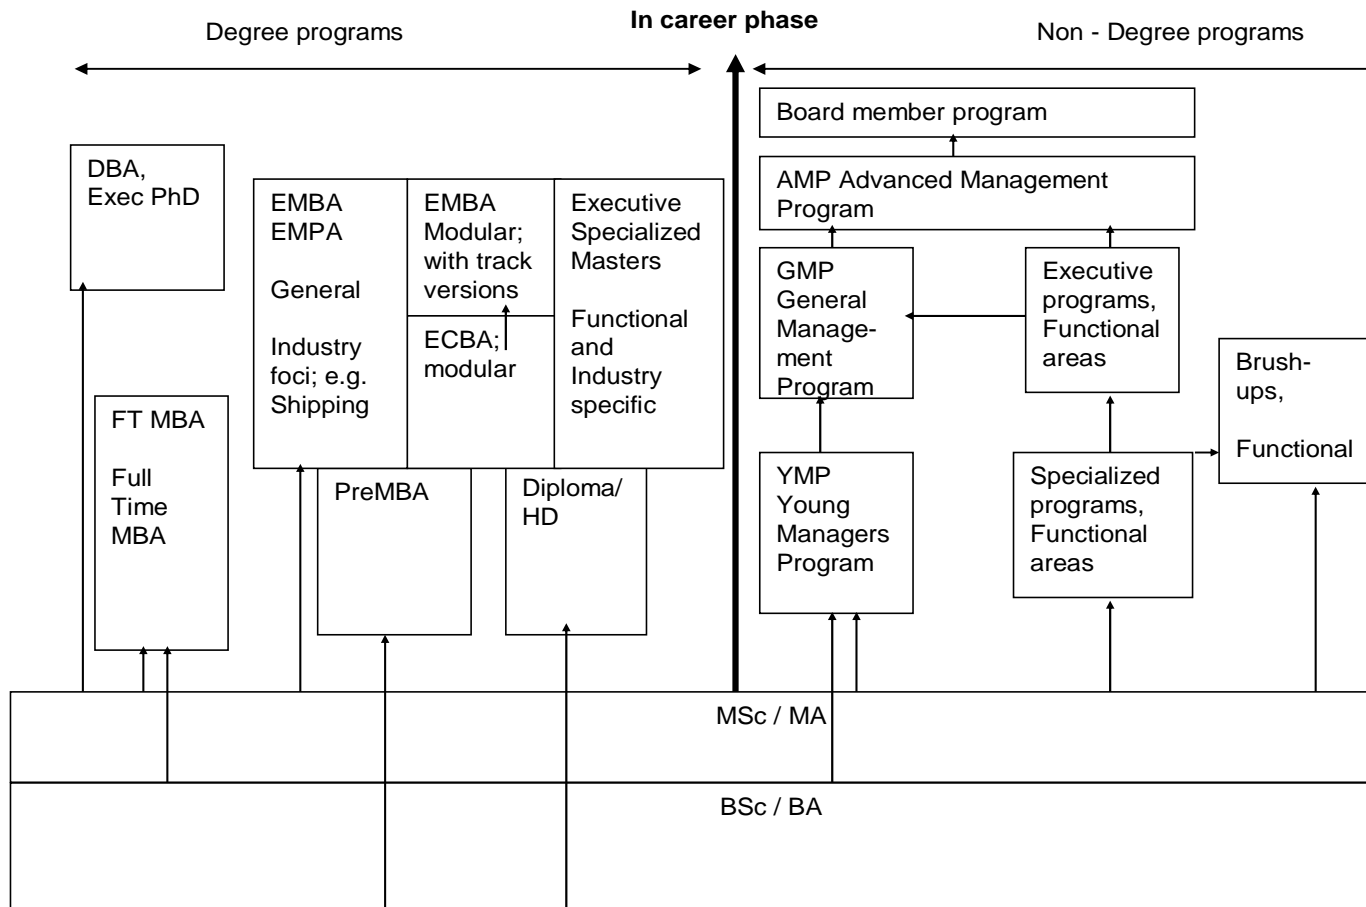 In career phase
Degree programs
Non - Degree programs
Board member program
DBA,
Exec PhD
AMP Advanced Management
Program
EMBA
EMPA
General
Industry
foci; e.g.
Shipping
EMBA
Modular;
with track
versions
ECBA;
modular
Executive
Specialized
Masters
Functional
and
Industry
specific
GMP
General
Manage-
ment
Program
Executive
programs,
Functional
areas
Brush-
ups,
Functional
FT MBA
Full
Time
MBA
PreMBA
Diploma/
HD
YMP
Young
Managers
Program
Specialized
programs,
Functional
areas
MSc / MA
BSc / BA